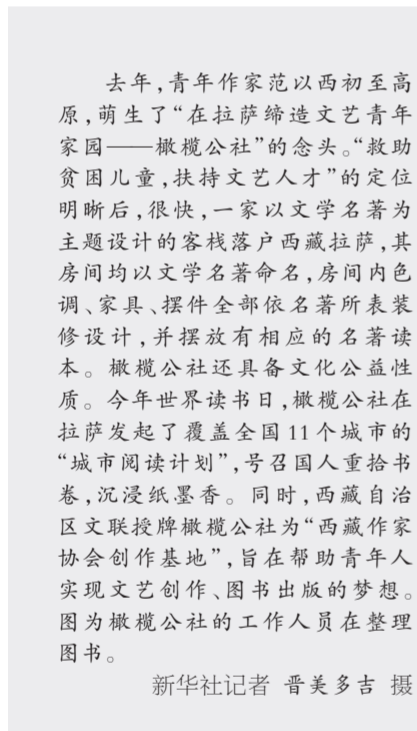 去年,青年作家范以西初至高
原,萌生了“在拉萨缔造文艺青年
家园——橄榄公社”的念头。“救助
贫困儿童,扶持文艺人才”的定位
明晰后,很快,一家以文学名著为
主题设计的客栈落户西藏拉萨,其
房间均以文学名著命名,房间内色
调、家具、摆件全部依名著所表装
修设计,并摆放有相应的名著读
本。橄榄公社还具备文化公益性
质。今年世界读书日,橄榄公社在
拉萨发起了覆盖全国11个城市的
“城市阅读计划”,号召国人重拾书
卷,沉浸纸墨香。同时,西藏自治
区文联授牌橄榄公社为“西藏作家
协会创作基地”,旨在帮助青年人
实现文艺创作、图书出版的梦想。
图为橄榄公社的工作人员在整理
图书。
新华社记者 晋美多吉 摄